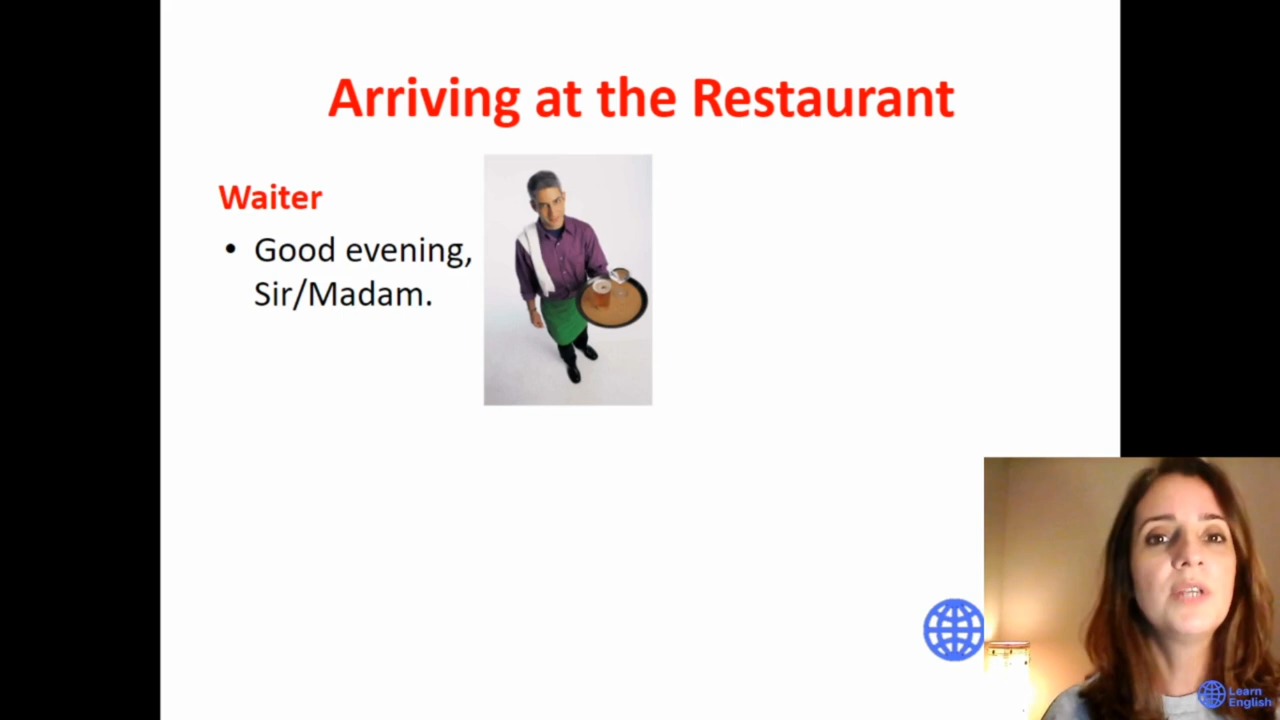 Arriving at the Restaurant
Waiter
• Good evening,
Sir/Madam.
Learn
English